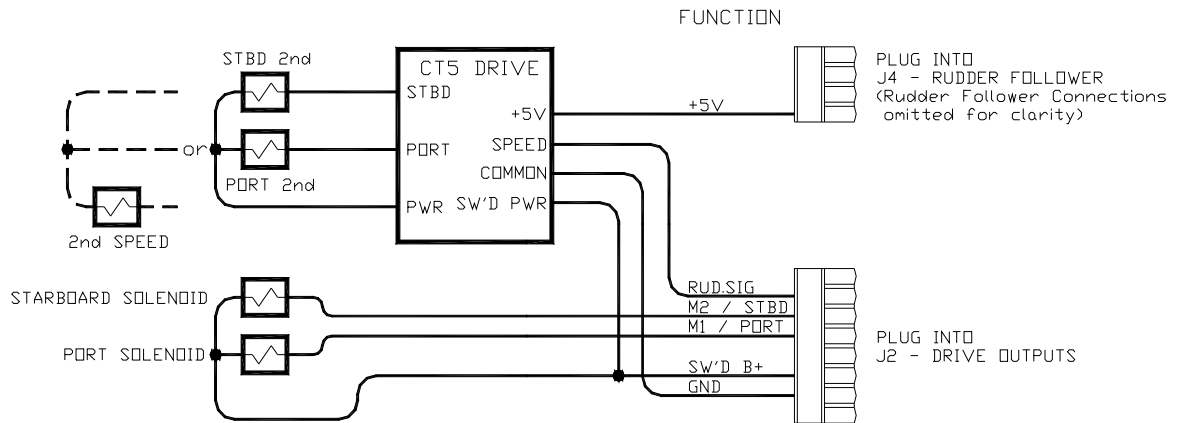 FUNCTION
STBD 2nd
CT5 DRIVE
STBD
+5V
+5V
PLUG INTO
J4 - RUDDER FOLLOWER
(Rudder Follower Connections
omitted for clarity)
or
PORT
SPEED
COMMON
PORT 2nd
PWR
SW'D PWR
2nd SPEED
STARBOARD SOLENOID
PORT SOLENOID
RUD.SIG
M2 / STBD
M1 / PORT
SW'D B+
GND
PLUG INTO
J2 - DRIVE OUTPUTS